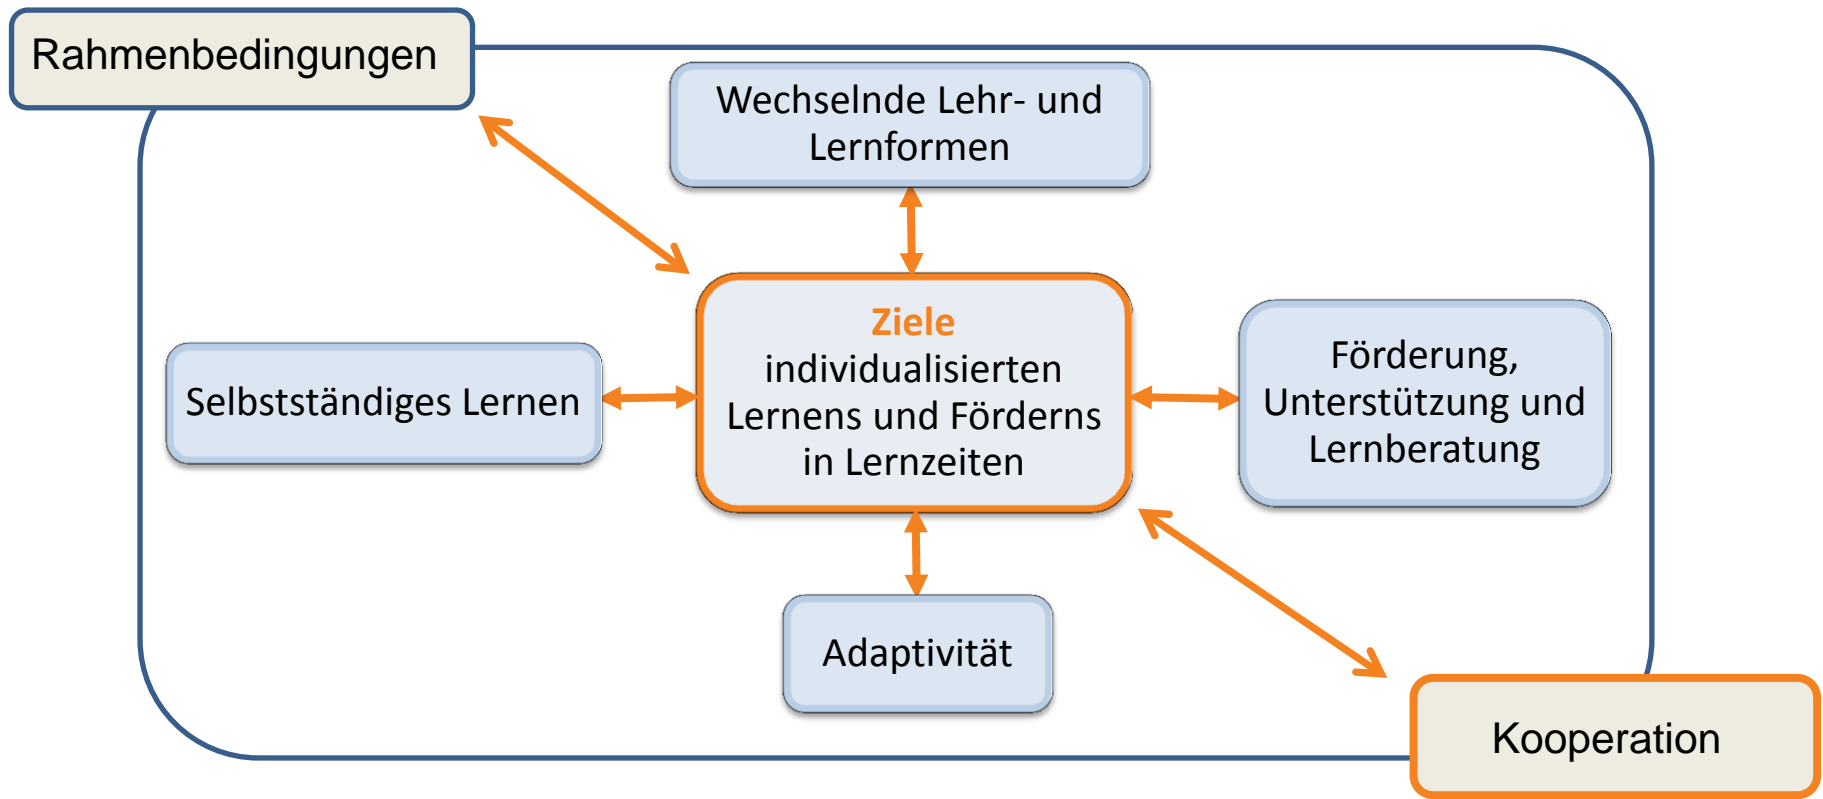 Rahmenbedingungen
Wechselnde Lehr- und
Lernformen
Selbstständiges Lernen
Ziele
individualisierten
Lernens und Förderns
in Lernzeiten
Förderung,
Unterstützung und
Lernberatung
Adaptivität
Kooperation